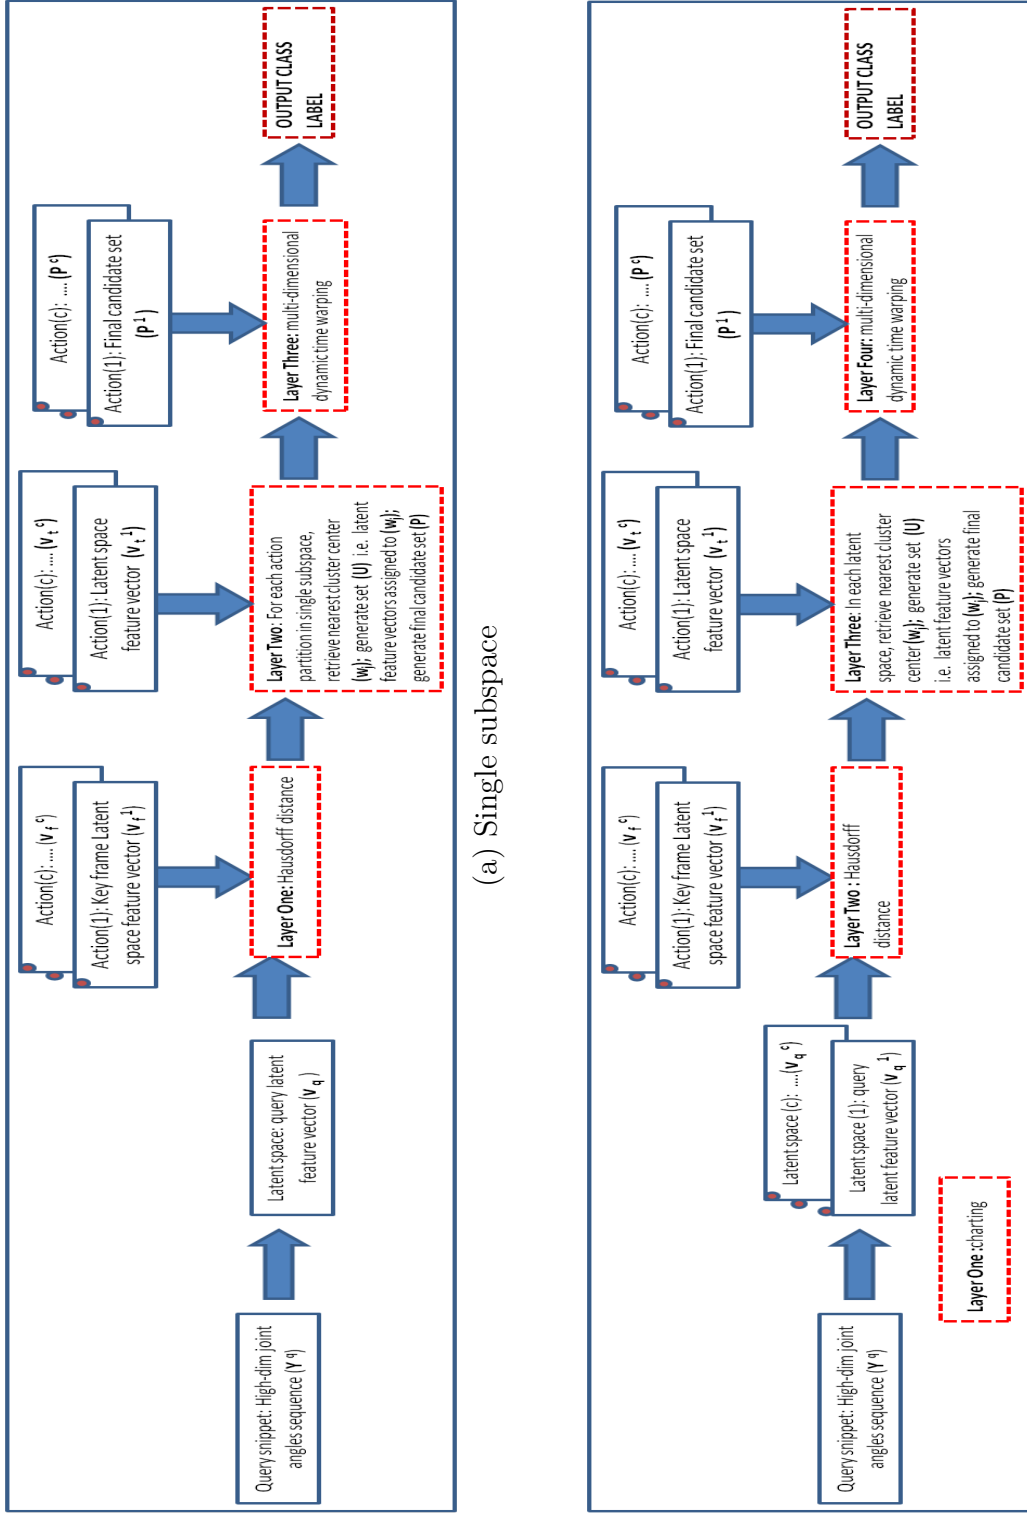 Query snippet: High-dim joint
angles sequence (Y q)
Latent space: query latent
feature vector (v q)
Action(c): .... (v f c)
Action(1): Key frame Latent
space feature vector (v f 1)
Layer One: Hausdorff distance
Action(c): .... (v t c)
Action(1): Latent space
feature vector (v t 1)
Layer Two: For each action
partition in single subspace,
retrieve nearest cluster center
(wj); generate set (U) i.e. latent
feature vectors assigned to (wj);
generate final candidate set (P)
Action(c): .... (P c)
Action(1): Final candidate set
(P 1)
Layer Three: multi-dimensional
dynamic time warping
OUTPUT CLASS
LABEL
(a) Single subspace
Query snippet: High-dim joint
angles sequence (Y q)
Layer One :charting
Latent space (c): ....(v q c)
Latent space (1): query
latent feature vector (v q 1)
Action(c): .... (v f c)
Action(1): Key frame Latent
space feature vector (v f 1)
Layer Two : Hausdorff
distance
Action(c): .... (v t c)
Action(1): Latent space
feature vector (v t 1)
Layer Three: In each latent
space, retrieve nearest cluster
center (wj); generate set (U)
i.e. latent feature vectors
assigned to (wj); generate final
candidate set (P)
Action(c): .... (P c)
Action(1): Final candidate set
(P 1)
Layer Four: multi-dimensional
dynamic time warping
OUTPUT CLASS
LABEL